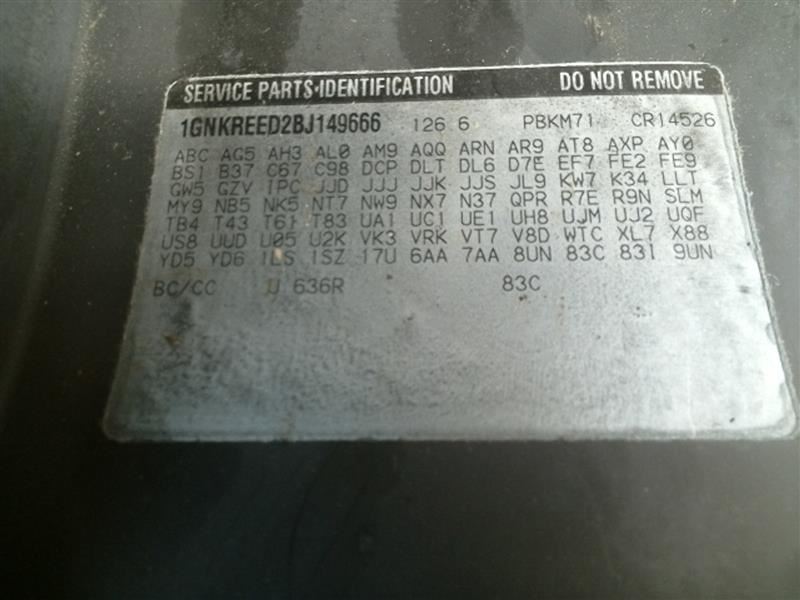 SERVICE PARTS IDENTIFICATION DO NOT REMOVE
1GNKREED2BJ149666 126 6 PBKM71 CR14526
ABC AG5 AH3 AL0 AM9 AQQ ARN AR9 AT8 AXP AY0
BS1 B37 C67 C98 DCP DLT DL6 D7E EF7 FE2 FE9
GW5 GZV IPC JJD JJJ JJK JJS JL9 KW7 K34 LLT
MY9 NB5 NK5 NT7 NW9 NX7 N37 QPR R7E R9N SLM
TB4 T43 T61 T83 UA1 UC1 UE1 UH8 UJM UJ2 UQF
US8 UUD U05 U2K VK3 VRK VT7 V8D WTC XL7 X88
YD5 YD6 1LS 1SZ 17U 6AA 7AA 8UN 83C 831 9UN
BC/CC U 636R 83C